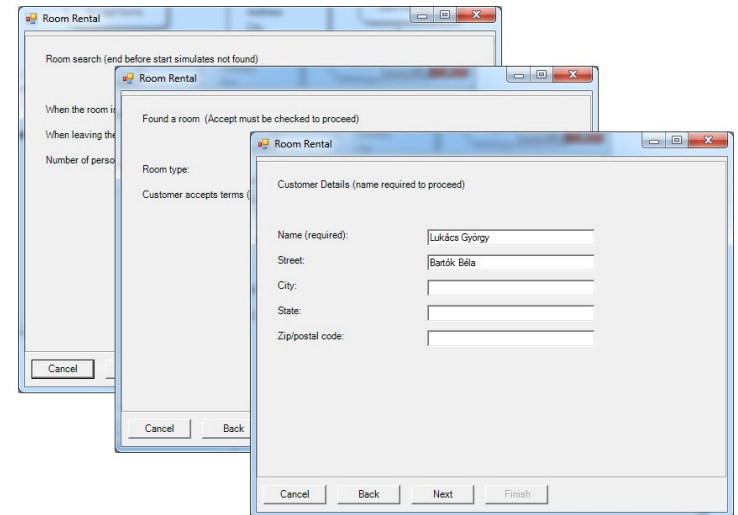 Room Rental
Room search (end before start simulates not found)
When the room i
When leaving the
Number of perso
Cancel
Room Rental
Found a room (Accept must be checked to proceed)
Room type:
Customer accepts terms (
Cancel Back
Room Rental
Customer Details (name required to proceed)
Name (required): Lukács György
Street: Bartók Béla
City:
State:
Zip/postal code:
Cancel Back Next Finish